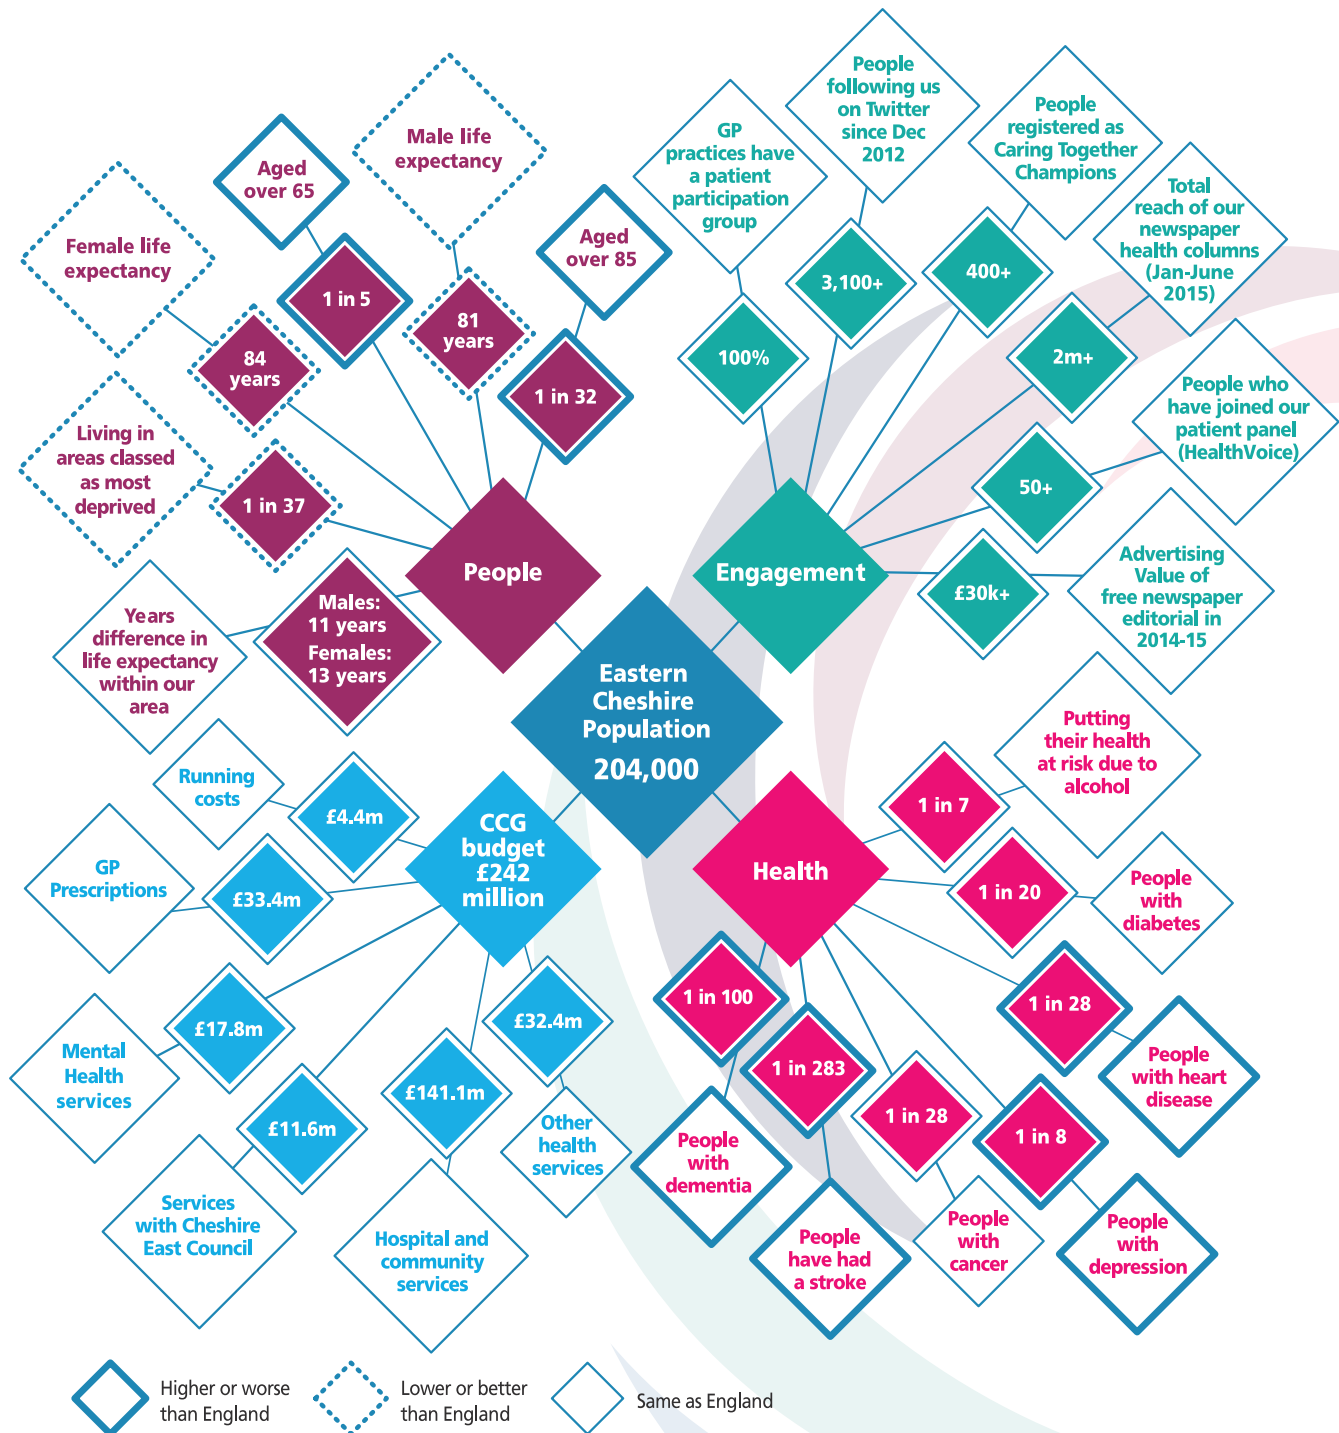 Female life
expectancy
84
years
Aged
over 65
1 in 5
Male life
expectancy
81
years
Aged
over 85
1 in 32
Living in
areas classed
as most
deprived
1 in 37
Years
difference in
life expectancy
within our
area
Males:
11 years
Females:
13 years
People
GP
practices have
a patient
participation
group
100%
People
following us
on Twitter
since Dec
2012
3,100+
People
registered as
Caring Together
Champions
400+
Total
reach of our
newspaper
health columns
(Jan-June
2015)
2m+
People who
have joined our
patient panel
(HealthVoice)
50+
Advertising
Value of
free newspaper
editorial in
2014-15
£30k+
Engagement
Eastern
Cheshire
Population
204,000
Running
costs
£4.4m
GP
Prescriptions
£33.4m
Mental
Health
services
£17.8m
Services
with Cheshire
East Council
£11.6m
Hospital and
community
services
£141.1m
Other
health
services
£32.4m
CCG
budget
£242
million
Health
Putting
their health
at risk due to
alcohol
1 in 7
People
with
diabetes
1 in 20
People
with heart
disease
1 in 28
People
with
depression
1 in 8
People
with
cancer
1 in 28
People
have had
a stroke
1 in 283
People
with
dementia
1 in 100
Higher or worse
than England
Lower or better
than England
Same as England